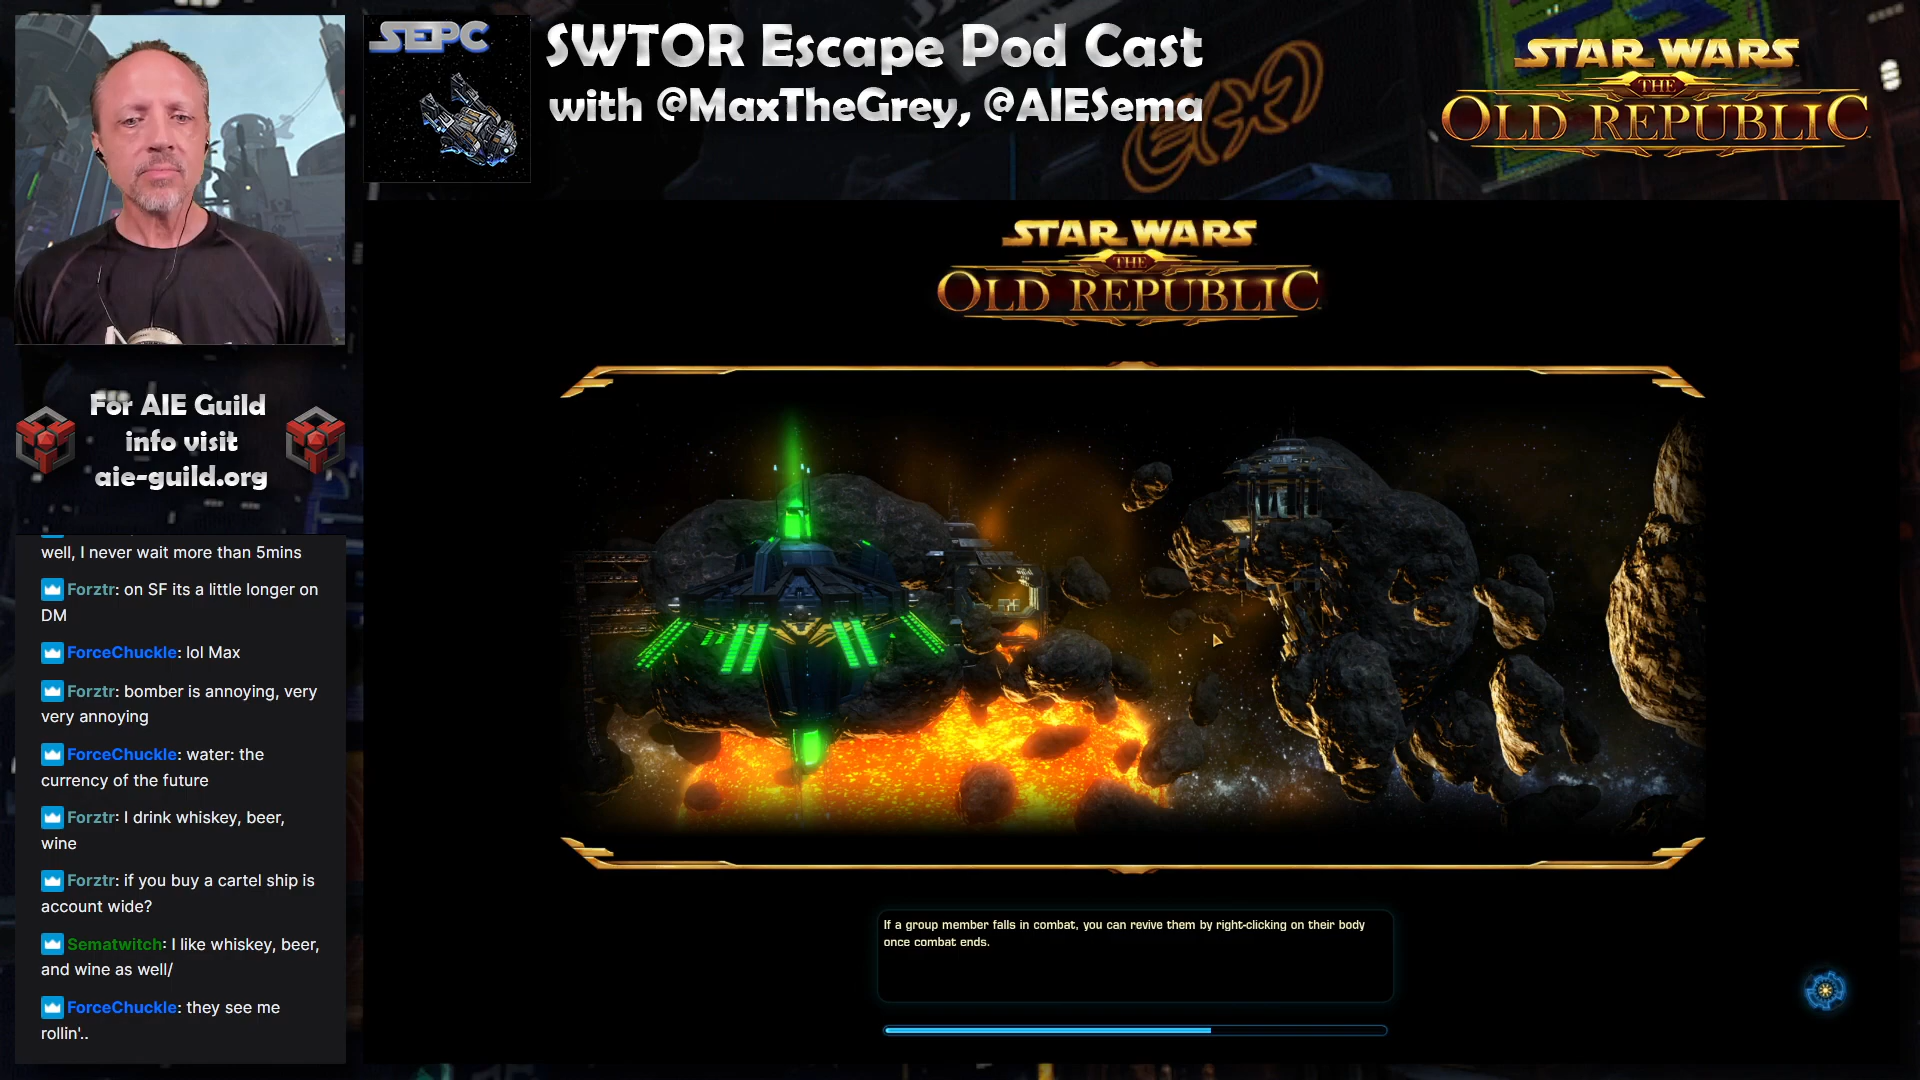 SEPC
SWTOR Escape Pod Cast
with @MaxTheGrey, @AIESema
STAR WARS
THE
OLD REPUBLIC
STAR WARS
THE
OLD REPUBLIC
For AIE Guild
info visit
aie-guild.org
well, I never wait more than 5mins
Forztr: on SF its a little longer on
DM
ForceChuckle: lol Max
Forztr: bomber is annoying, very
very annoying
ForceChuckle: water: the
currency of the future
Forztr: I drink whiskey, beer,
wine
Forztr: if you buy a cartel ship is
account wide?
Sematwitch: I like whiskey, beer,
and wine as well/
ForceChuckle: they see me
rollin'..
If a group member falls in combat, you can revive them by right-clicking on their body
once combat ends.